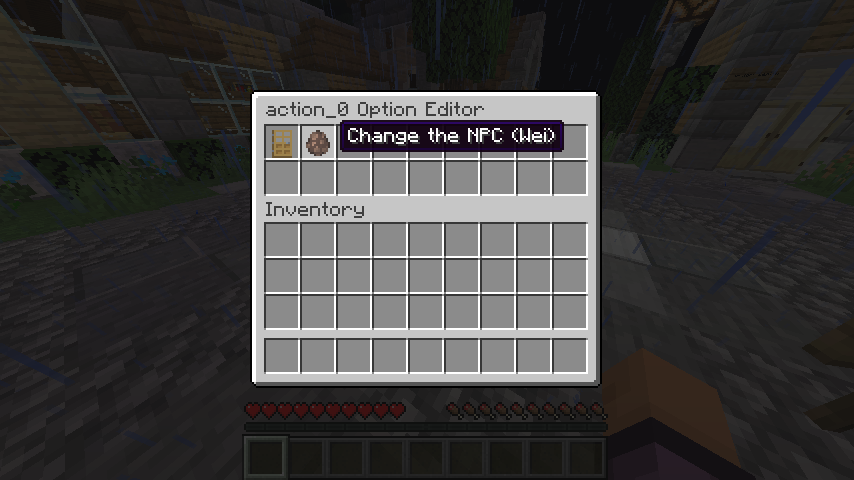 action_0 Option Editor
Change the NPC (Wei)
Inventory